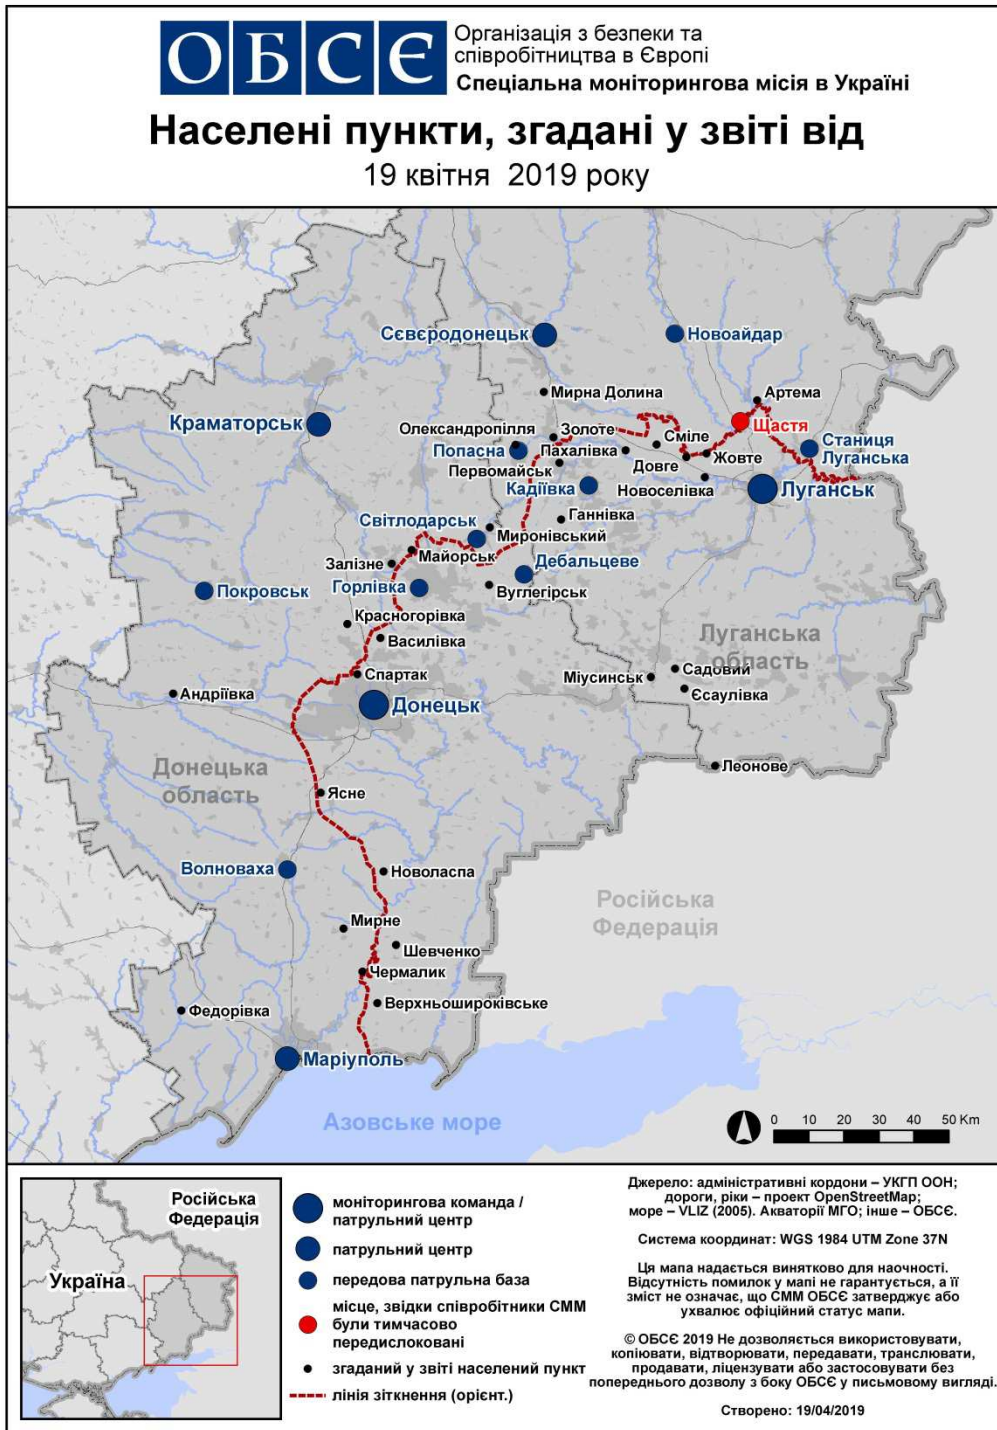 ОБСЄ
Організація з безпеки та
співробітництва в Європі
Спеціальна моніторингова місія в Україні
Населені пункти, згадані у звіті від
19 квітня 2019 року
Сєвєродонецьк
Новоайдар
Мирна Долина
Артема
Краматорськ
Олександропілля
Золоте
Сміле
Щастя
Попасна
Пахалівка
Станиця
Луганська
Первомайськ
Довге
Жовте
Кадіївка
Новоселівка
Луганськ
Світлодарськ
Ганнівка
Миронівський
Майорськ
Залізне
Дебальцеве
Покровськ
Горлівка
Вуглегірськ
Красногорівка
Василівка
Луганська
область
Спартак
Міусинськ
Садовий
Андріївка
Єсаулівка
Донецьк
Донецька
область
Леонове
Ясне
Волноваха
Новоласпа
Російська
Федерація
Мирне
Шевченко
Чермалик
Федорівка
Верхньошироківське
Маріуполь
Азовське море
0 10 20 30 40 50 Km
Російська
Федерація
Україна
моніторингова команда /
патрульний центр
патрульний центр
передова патрульна база
місце, звідки співробітники СММ
були тимчасово
передислоковані
згаданий у звіті населений пункт
лінія зіткнення (орієнт.)
Джерело: адміністративні кордони – УКГП ООН;
дороги, ріки – проект OpenStreetMap;
море – VLIZ (2005). Акваторії МГО; інше – ОБСЄ.
Система координат: WGS 1984 UTM Zone 37N
Ця мапа надається винятково для наочності.
Відсутність помилок у мапі не гарантується, а її
зміст не означає, що СММ ОБСЄ затверджує або
ухвалює офіційний статус мапи.
© ОБСЄ 2019 Не дозволяється використовувати,
копіювати, відтворювати, передавати, транслювати,
продавати, ліцензувати або застосовувати без
попереднього дозволу з боку ОБСЄ у письмовому вигляді.
Створено: 19/04/2019